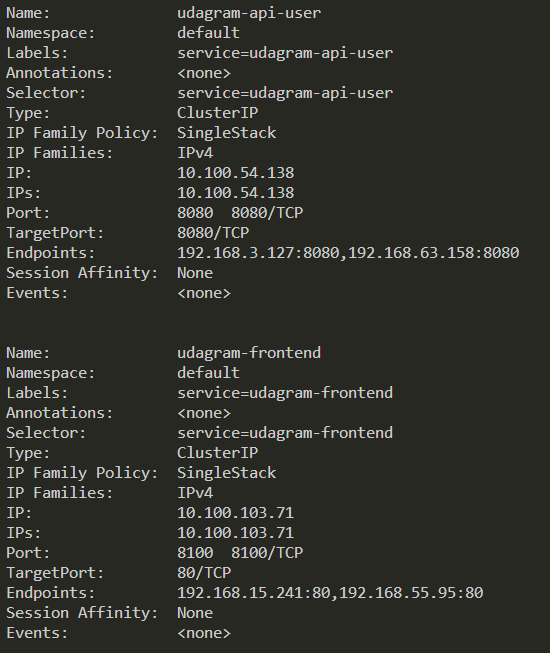 Name: udagram-api-user
Namespace: default
Labels: service=udagram-api-user
Annotations: <none>
Selector: service=udagram-api-user
Type: ClusterIP
IP Family Policy: SingleStack
IP Families: IPv4
IP: 10.100.54.138
IPs: 10.100.54.138
Port: 8080 8080/TCP
TargetPort: 8080/TCP
Endpoints: 192.168.3.127:8080,192.168.63.158:8080
Session Affinity: None
Events: <none>
Name: udagram-frontend
Namespace: default
Labels: service=udagram-frontend
Annotations: <none>
Selector: service=udagram-frontend
Type: ClusterIP
IP Family Policy: SingleStack
IP Families: IPv4
IP: 10.100.103.71
IPs: 10.100.103.71
Port: 8100 8100/TCP
TargetPort: 80/TCP
Endpoints: 192.168.15.241:80,192.168.55.95:80
Session Affinity: None
Events: <none>